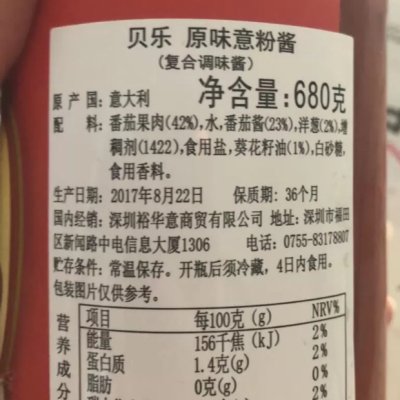 贝乐 原味意粉酱
(复合调味酱)
原产国:意大利 净含量:680克
配料:番茄果肉(42%),水,番茄酱(23%),洋葱(2%),增
稠剂(1422),食用盐,葵花籽油(1%),白砂糖,
食用香料。
生产日期:2017年8月22日 保质期:36个月
国内经销:深圳裕华意商贸有限公司 地址:深圳市福田
区新闻路中电信息大厦1306 电话:0755-83178807
贮存条件:常温保存。开瓶后须冷藏,4日内食用。
包装图片仅供参考。
营养成分
项目 每100克(g) NRV%
能量 156千焦(kJ) 2%
蛋白质 1.4克(g) 2%
脂肪 0克(g) 0%
2%